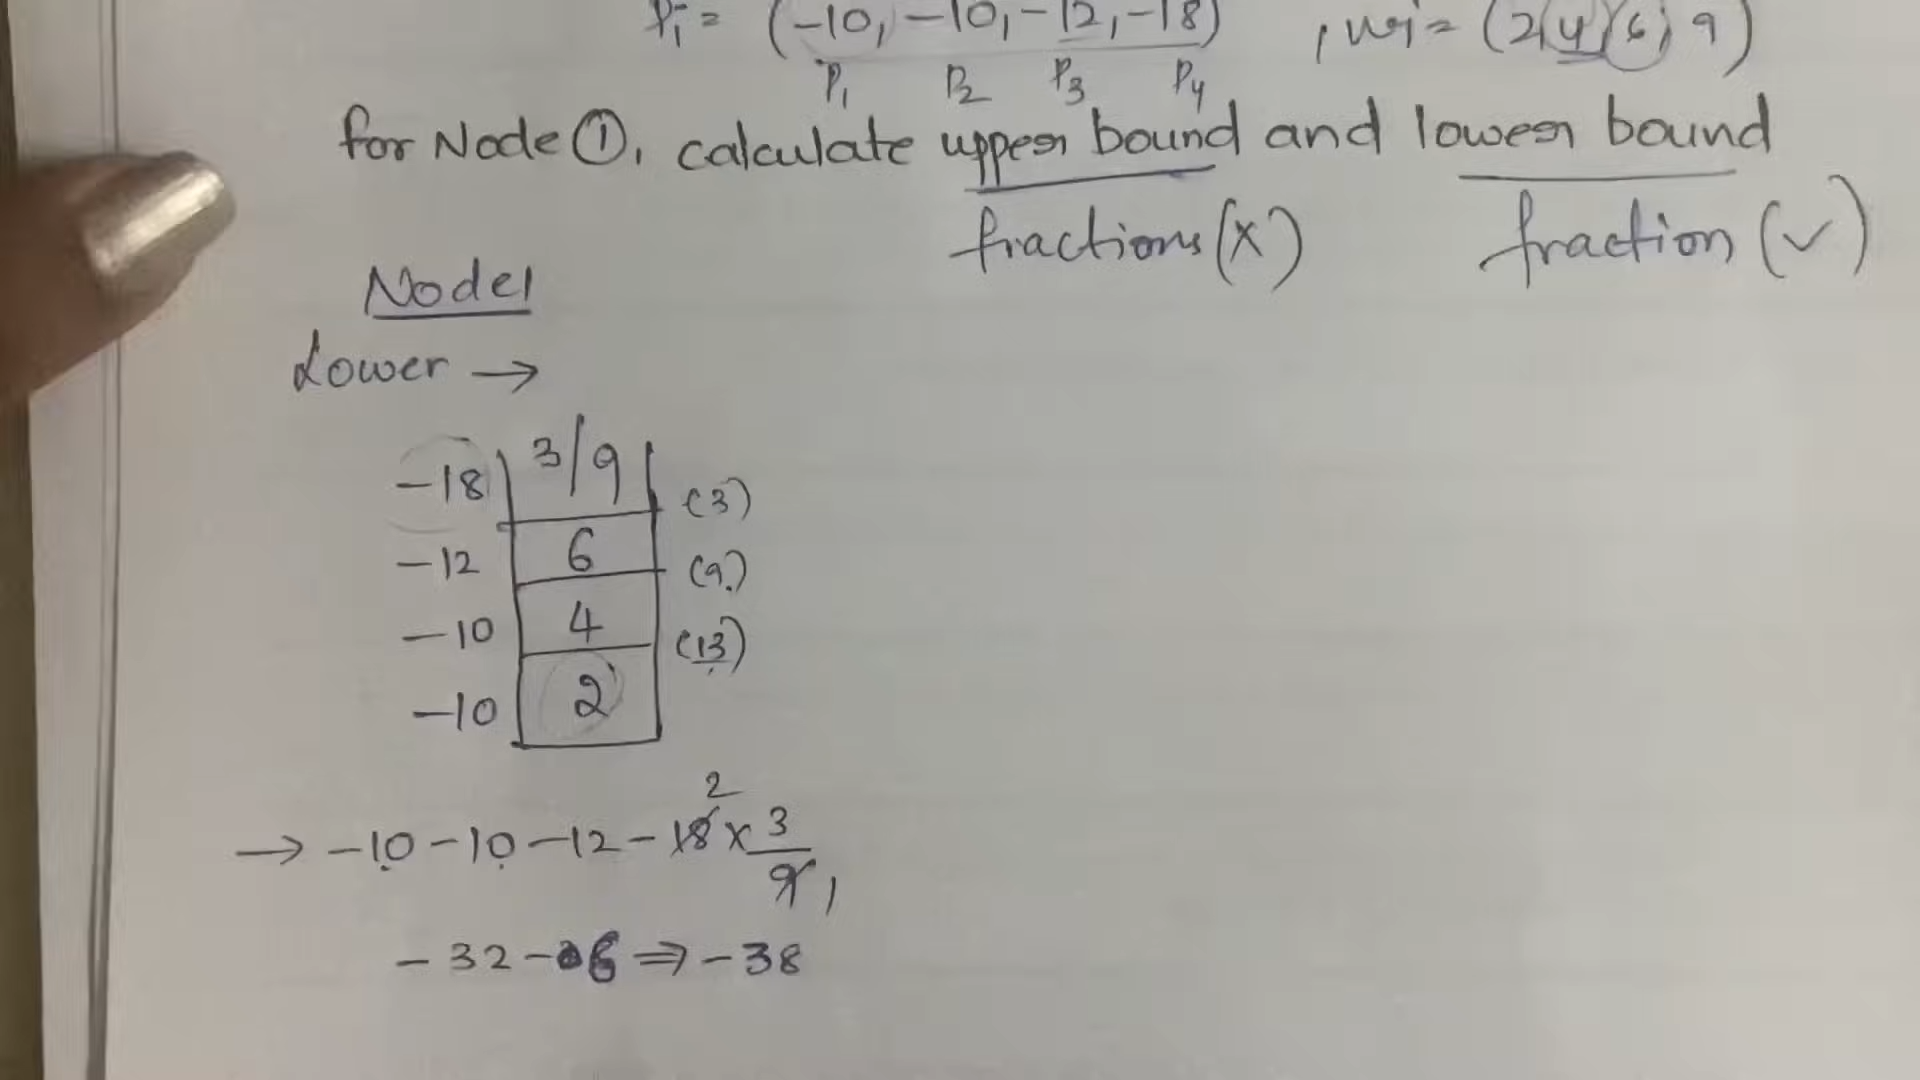 Pi = (-10, -10, -12, -18) , wi = (2, 4, 6, 9)
P1 P2 P3 P4
for Node ①, calculate upper bound and lower bound
fractions (x) fraction (✓)
Node1
Lower →
-18 3/9 (3)
-12 6 (9)
-10 4 (13)
-10 2
2
→ -10 -10 -12 - 18 x 3/9 1
-32 - 6 ⇒ -38